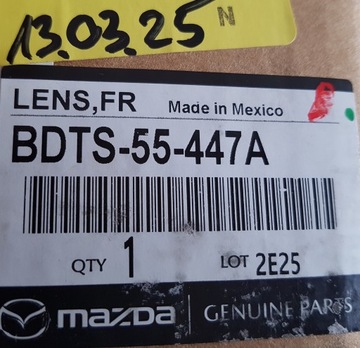 13.03.25 N
LENS,FR Made in Mexico
BDTS-55-447A
QTY 1 LOT 2E25
mazda GENUINE PARTS